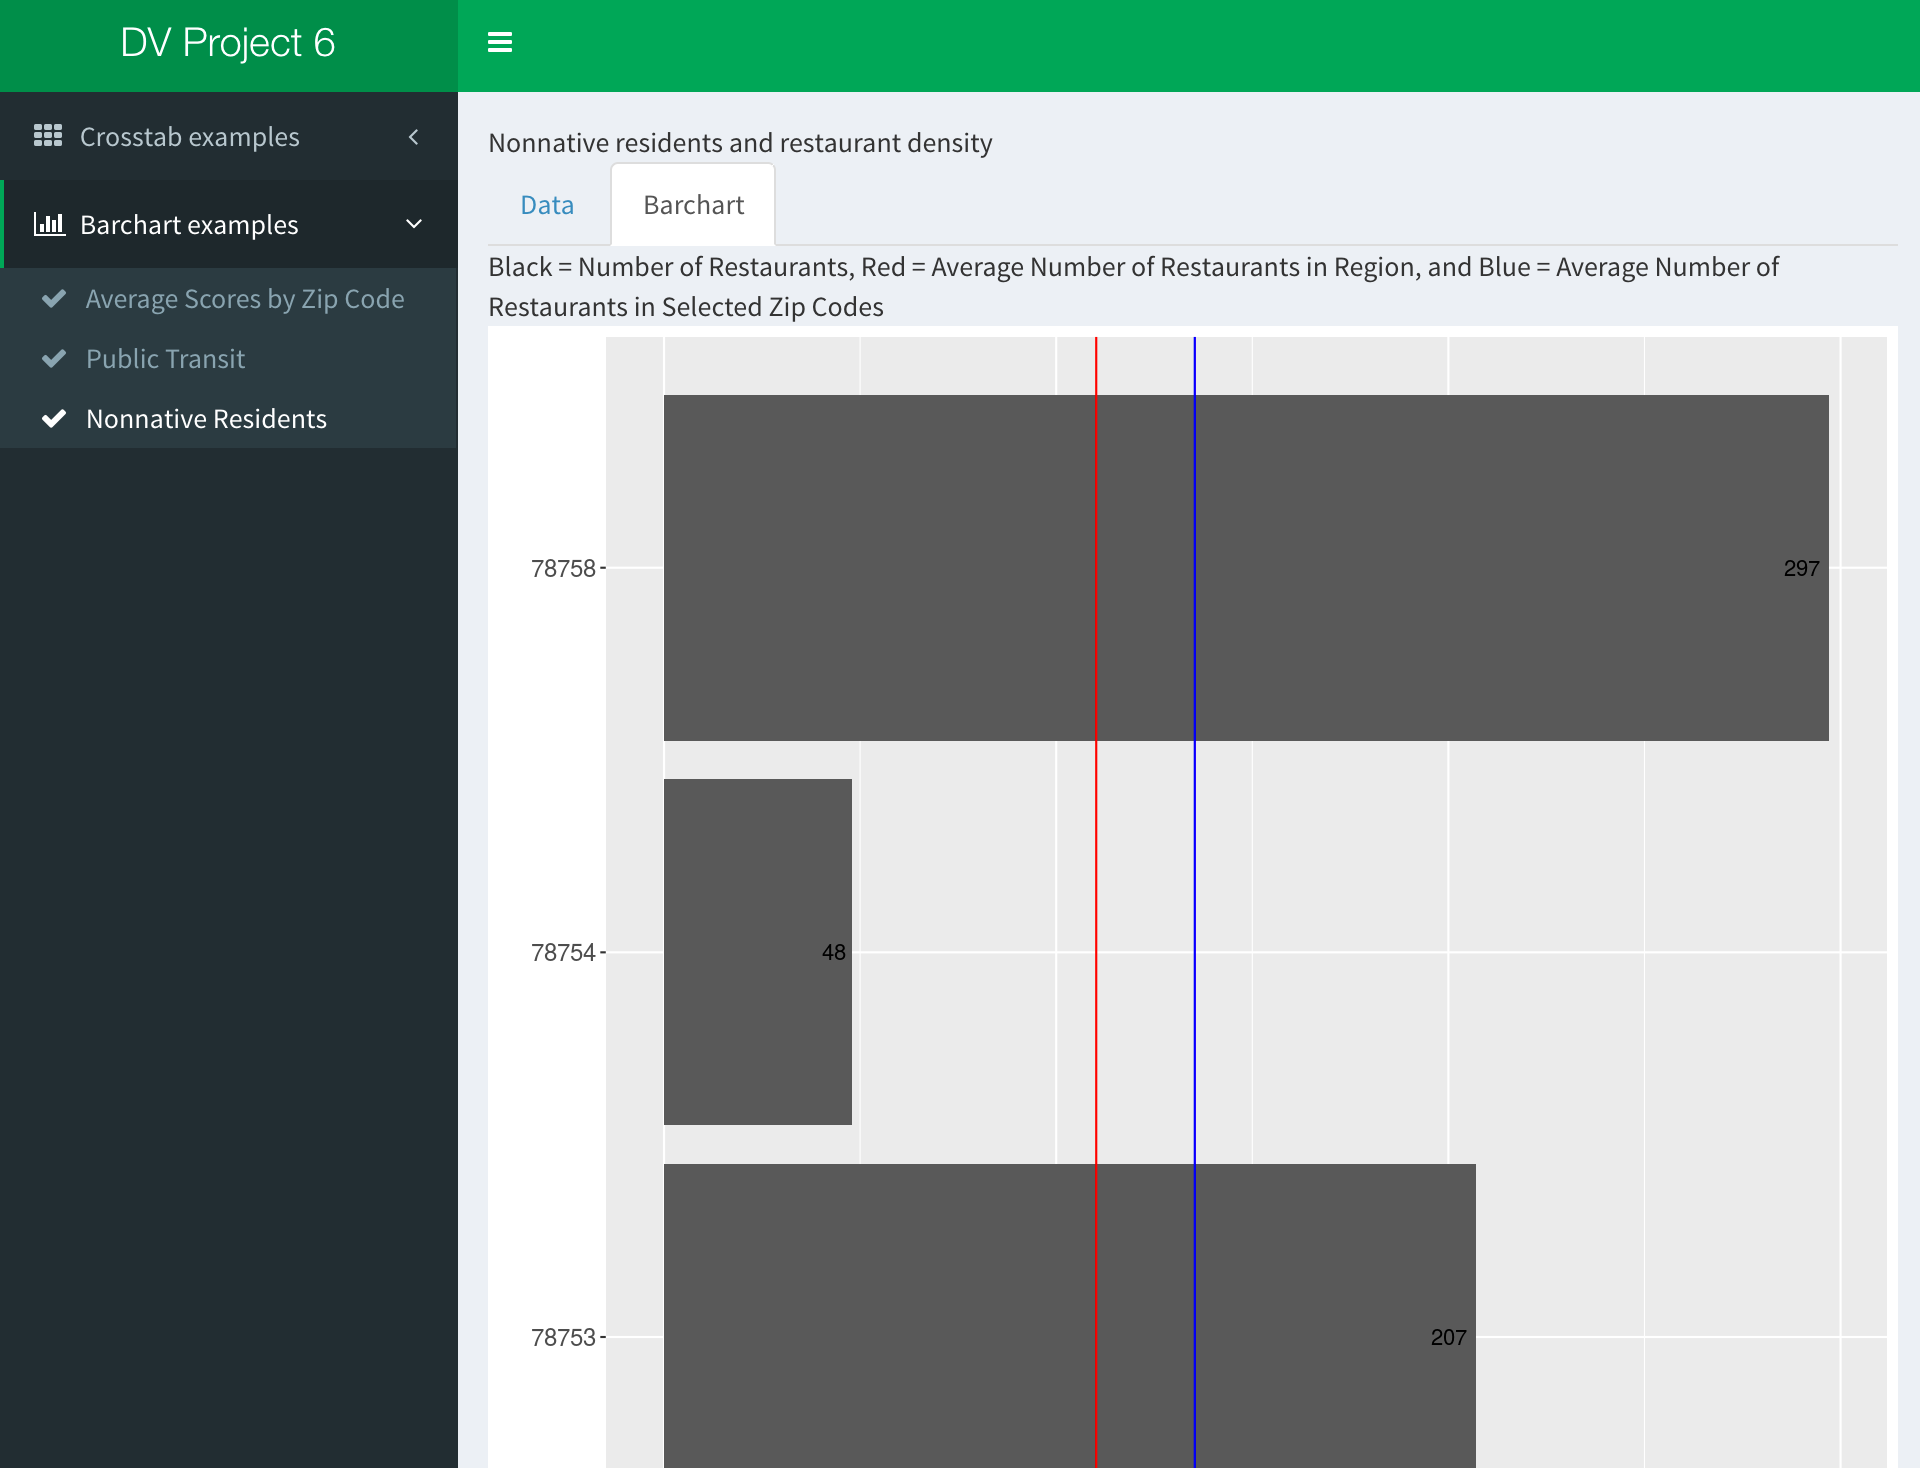 DV Project 6
Crosstab examples
Barchart examples
Average Scores by Zip Code
Public Transit
Nonnative Residents
Nonnative residents and restaurant density
Data
Barchart
Black = Number of Restaurants, Red = Average Number of Restaurants in Region, and Blue = Average Number of
Restaurants in Selected Zip Codes
78758
297
78754
48
78753
207